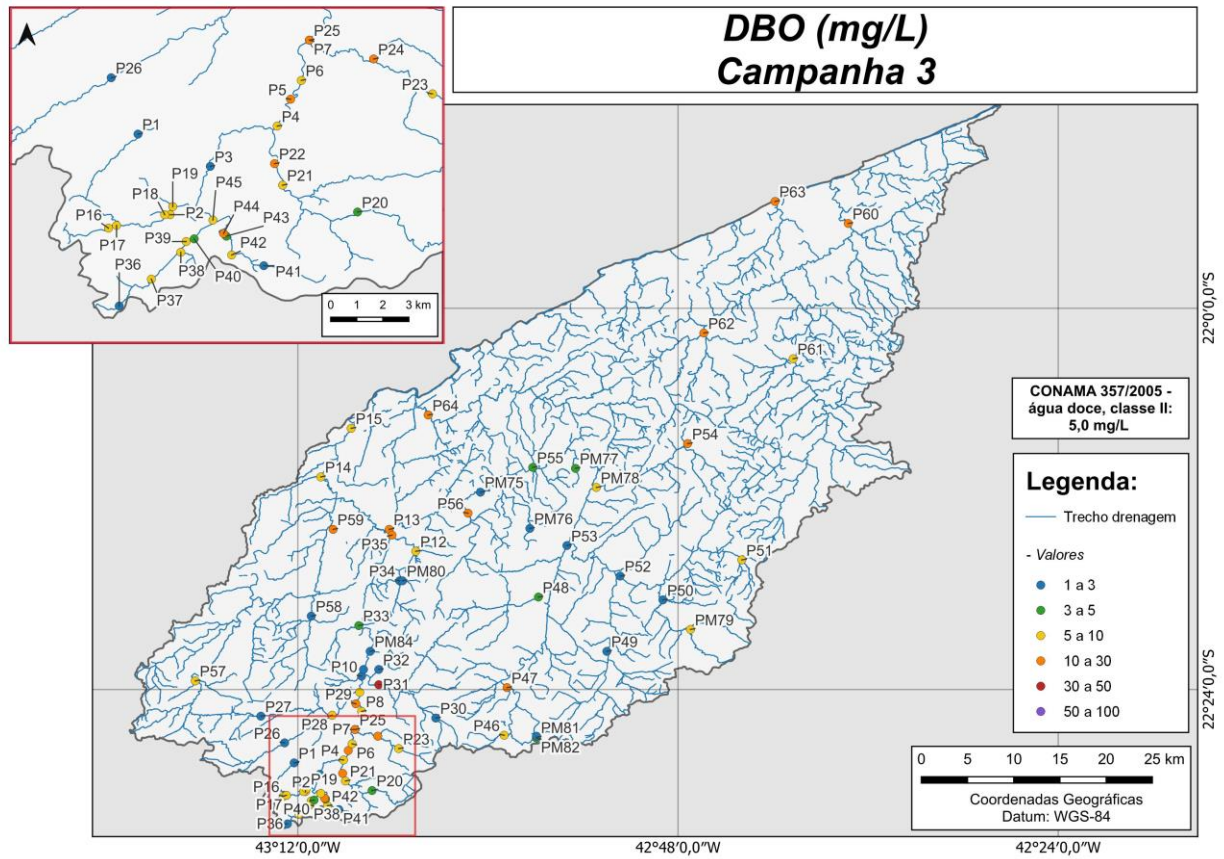 DBO (mg/L)
Campanha 3
P25
P7
P24
P26
P6
P23
P5
P4
P1
P22
P3
P19
P45
P21
P18
P44
P20
P16
P2
P43
P17
P39
P42
P36
P40
P41
P38
P37
0 1 2 3 km
P63
P60
P62
P61
22°0,0"S
CONAMA 357/2005 -
água doce, classe II:
5,0 mg/L
P64
P15
P54
P55
PM77
P14
PM78
PM75
P56
P59
P13
PM76
P35
P53
P12
P51
P34
PM80
P52
P50
P48
P58
P33
PM79
PM84
P49
P10
P32
P57
P31
P47
22°24,0"S
P29
P8
P27
P28
P30
P25
P46
PM81
P7
P26
P23
PM82
P6
P4
P1
P21
P19
P20
P16
P2
P42
P17
P40
P38
P41
P36
Legenda:
Trecho drenagem
- Valores
1 a 3
3 a 5
5 a 10
10 a 30
30 a 50
50 a 100
0 5 10 15 20 25 km
Coordenadas Geográficas
Datum: WGS-84
43°12,0"W
42°48,0"W
42°24,0"W